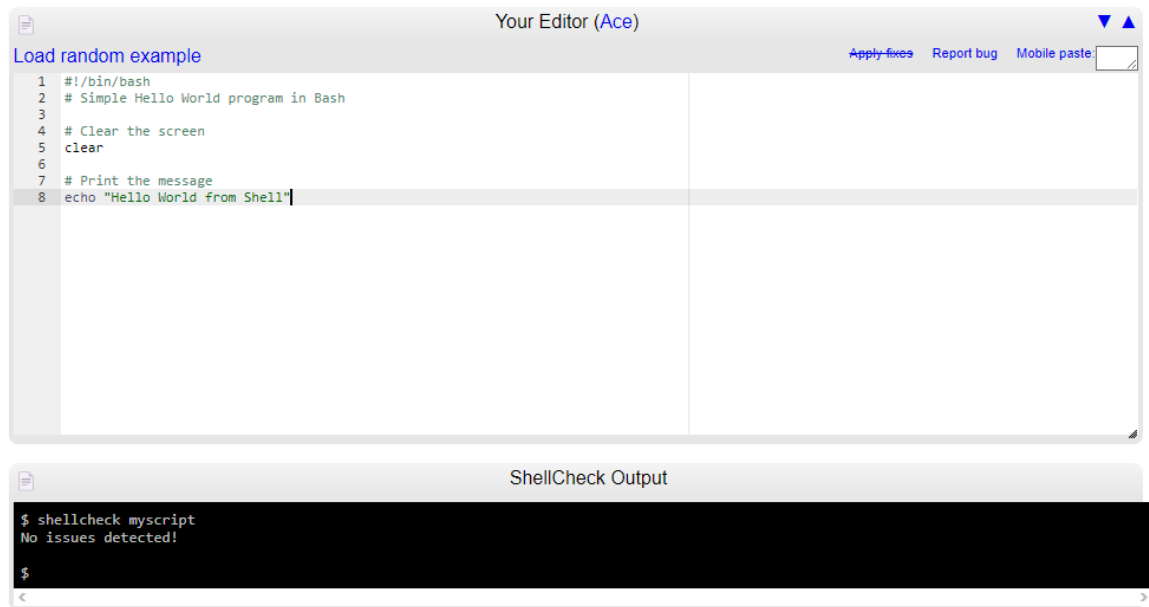 Your Editor (Ace) ▼ ▲
Load random example Apply fixes Report bug Mobile paste:
1 #!/bin/bash
2 # Simple Hello World program in Bash
3
4 # Clear the screen
5 clear
6
7 # Print the message
8 echo "Hello World from Shell"
ShellCheck Output
$ shellcheck myscript
No issues detected!
$